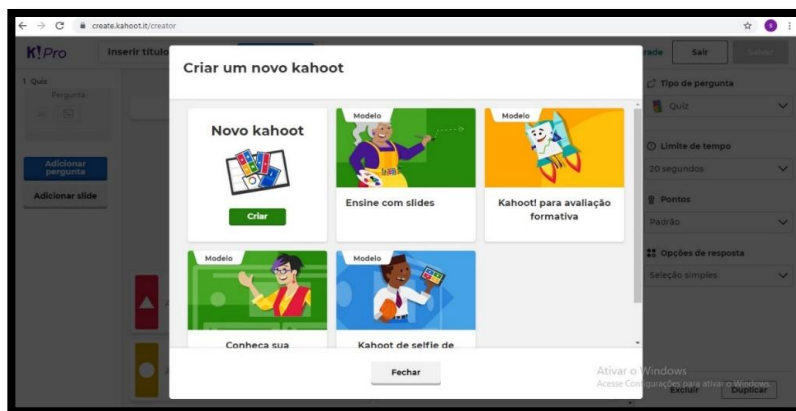 create.kahoot.it/creator
S
K!Pro
Inserir título
Sair
1 Quiz
Pergunta
Adicionar
pergunta
Adicionar slide
Criar um novo kahoot
Novo kahoot
Criar
Modelo
Ensine com slides
Modelo
Kahoot! para avaliação
formativa
Modelo
Conheça sua
Modelo
Kahoot de selfie de
Fechar
Tipo de pergunta
Quiz
Limite de tempo
20 segundos
Pontos
Padrão
Opções de resposta
Seleção simples
Ativar o Windows
Acesse Configurações para ativar o Windows.
Excluir
Duplicar